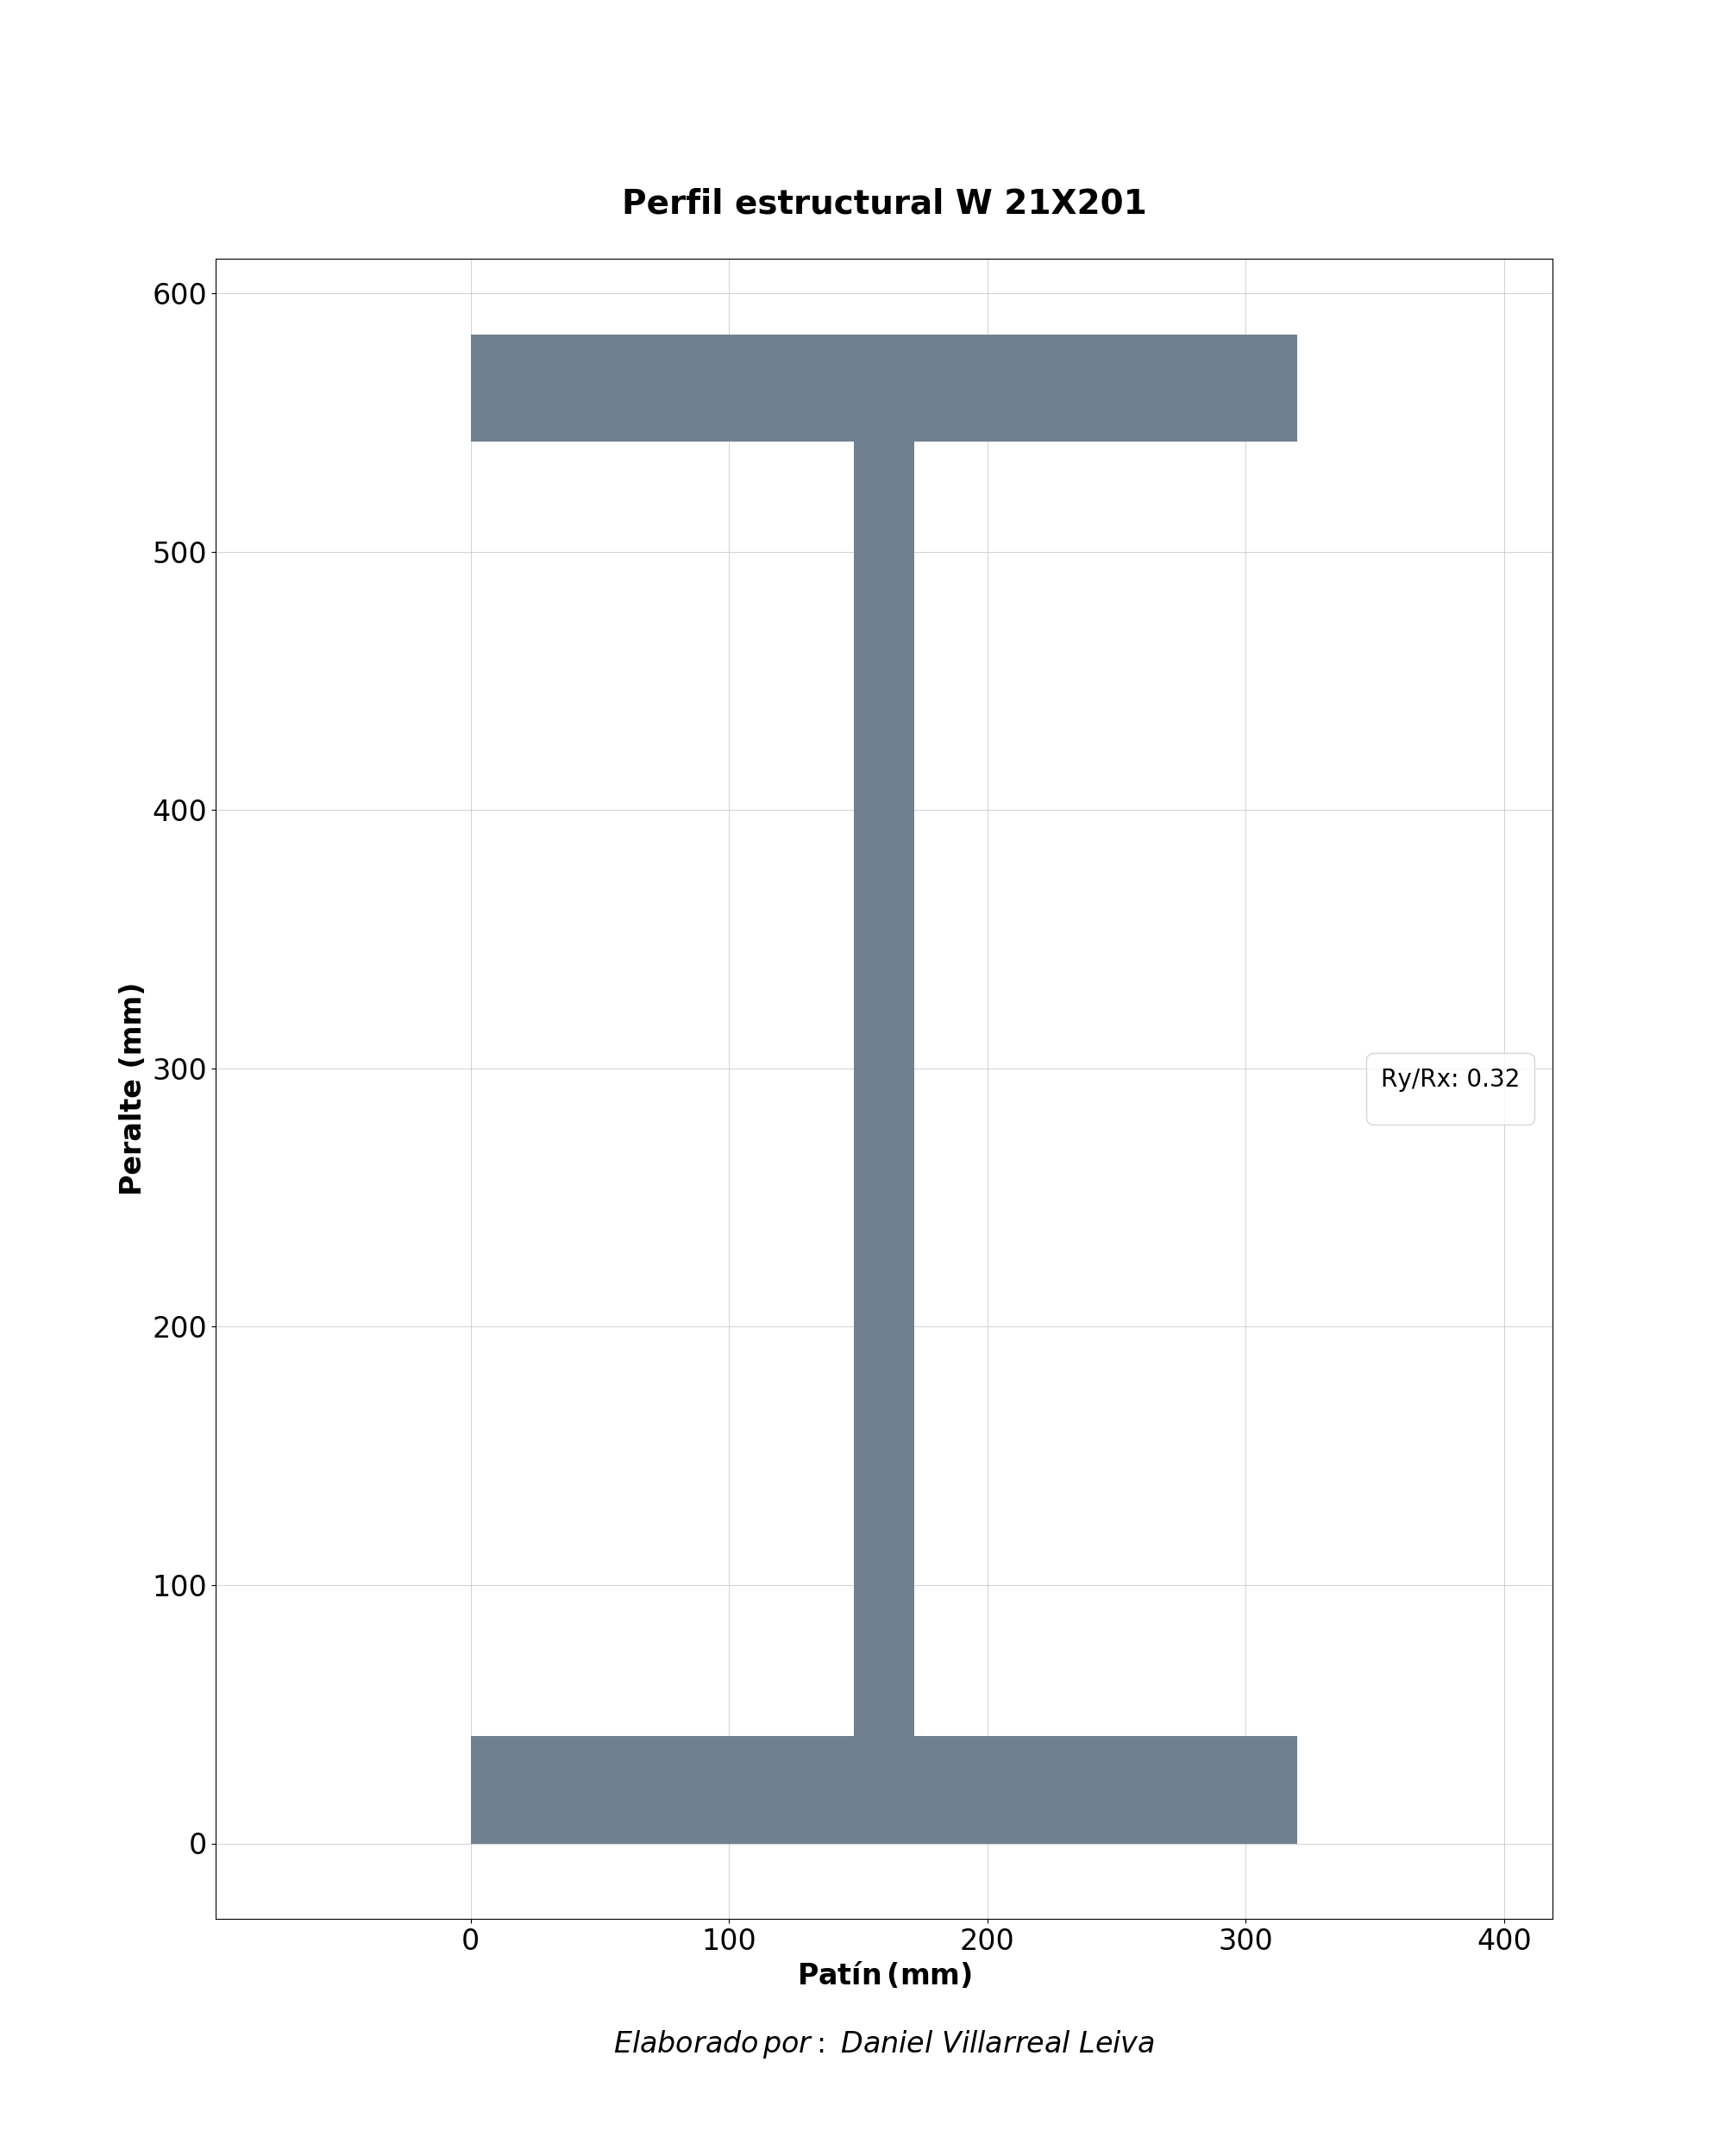 Perfil estructural W 21X201
600
500
400
300
200
100
0
Peralte (mm)
Ry/Rx: 0.32
0 100 200 300 400
Patín (mm)
Elaborado por: Daniel Villarreal Leiva